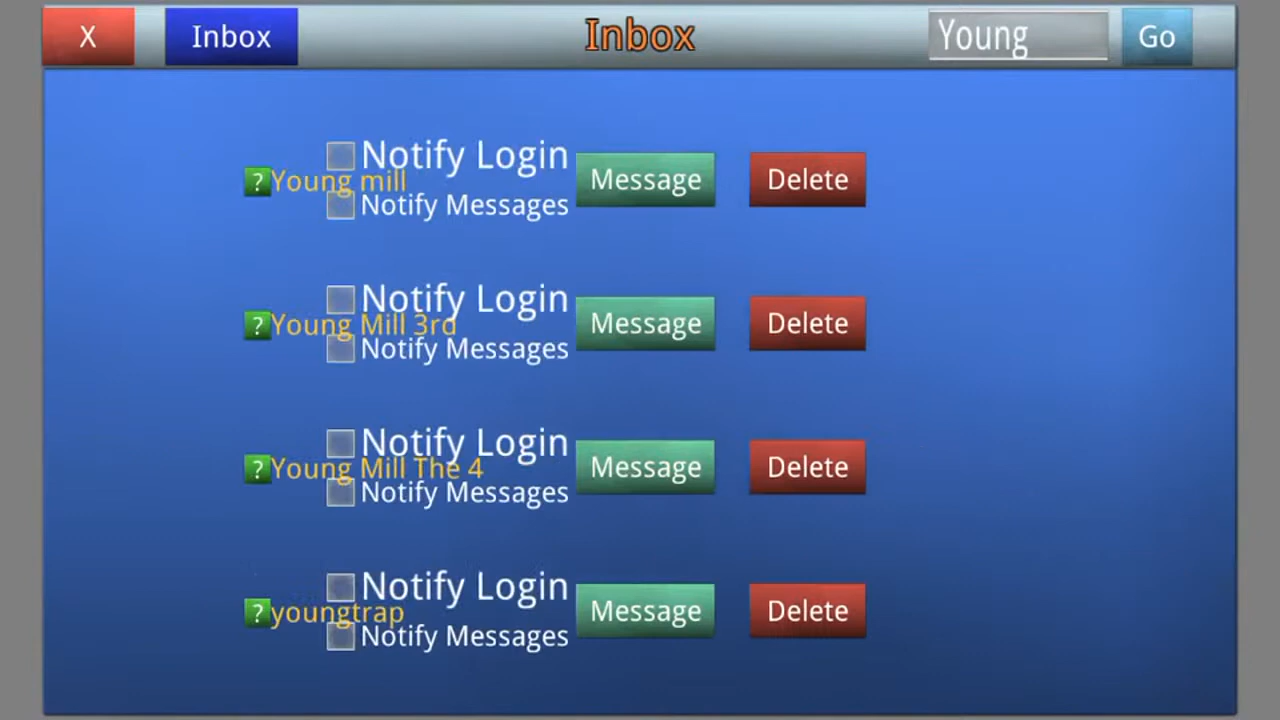 X Inbox Inbox Young Go
Notify Login
? Young mill Message Delete
Notify Messages
Notify Login
? Young Mill 3rd Message Delete
Notify Messages
Notify Login
? Young Mill The 4 Message Delete
Notify Messages
Notify Login
? youngtrap Message Delete
Notify Messages